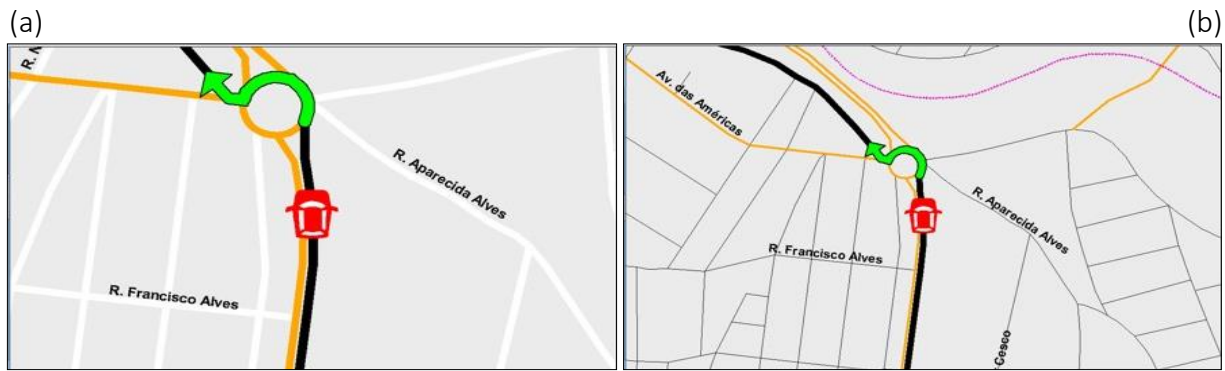 (a)
(b)
R. Aparecida Alves
R. Francisco Alves
Av. das Américas
R. Aparecida Alves
R. Francisco Alves
Cesco